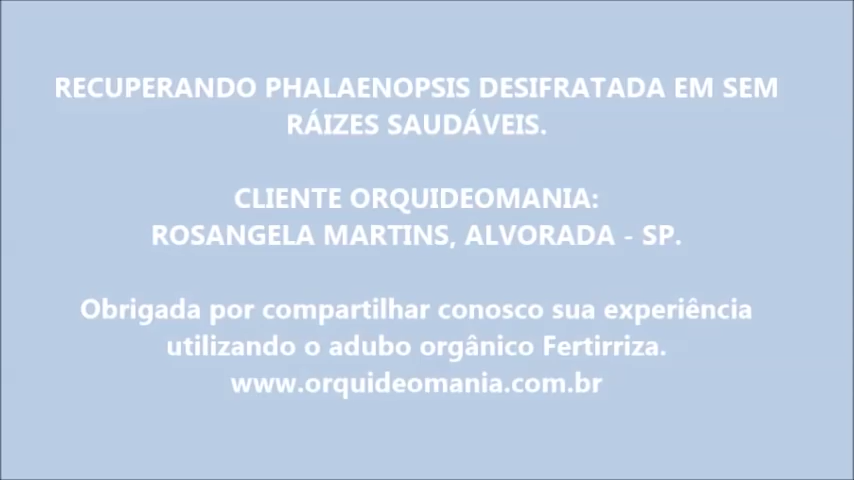 RECUPERANDO PHALAENOPSIS DESIFRATADA EM SEM
RÁIZES SAUDÁVEIS.
CLIENTE ORQUIDEOMANIA:
ROSANGELA MARTINS, ALVORADA - SP.
Obrigada por compartilhar conosco sua experiência
utilizando o adubo orgânico Fertirriza.
www.orquideomania.com.br